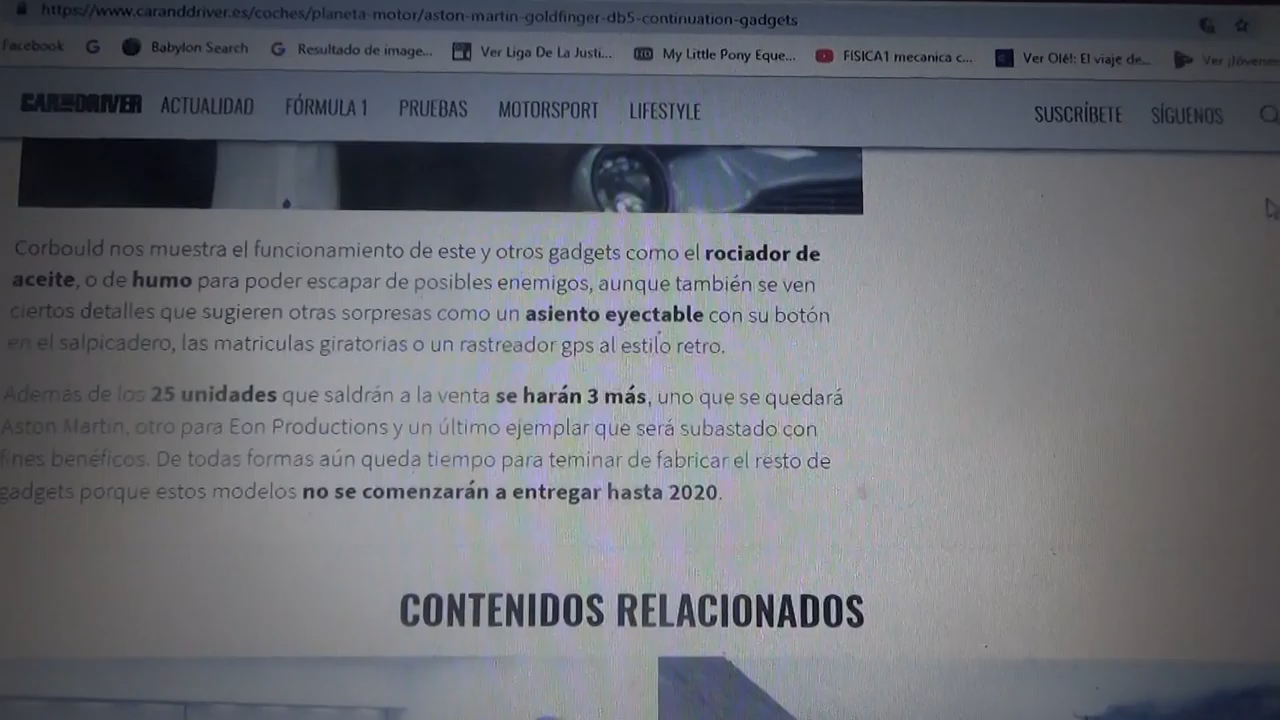 https://www.caranddriver.es/coches/planeta-motor/aston-martin-goldfinger-db5-continuation-gadgets
Facebook Babylon Search Resultado de image... Ver Liga De La Justi... My Little Pony Eque... FISICA1 mecanica c... Ver Olé!: El viaje de... Ver ¡Jóvenes
CAR AND DRIVER ACTUALIDAD FÓRMULA 1 PRUEBAS MOTORSPORT LIFESTYLE SUSCRÍBETE SÍGUENOS
Corbould nos muestra el funcionamiento de este y otros gadgets como el rociador de
aceite, o de humo para poder escapar de posibles enemigos, aunque también se ven
ciertos detalles que sugieren otras sorpresas como un asiento eyectable con su botón
en el salpicadero, las matriculas giratorias o un rastreador gps al estilo retro.
Además de los 25 unidades que saldrán a la venta se harán 3 más, uno que se quedará
Aston Martin, otro para Eon Productions y un último ejemplar que será subastado con
fines benéficos. De todas formas aún queda tiempo para teminar de fabricar el resto de
gadgets porque estos modelos no se comenzarán a entregar hasta 2020.
CONTENIDOS RELACIONADOS